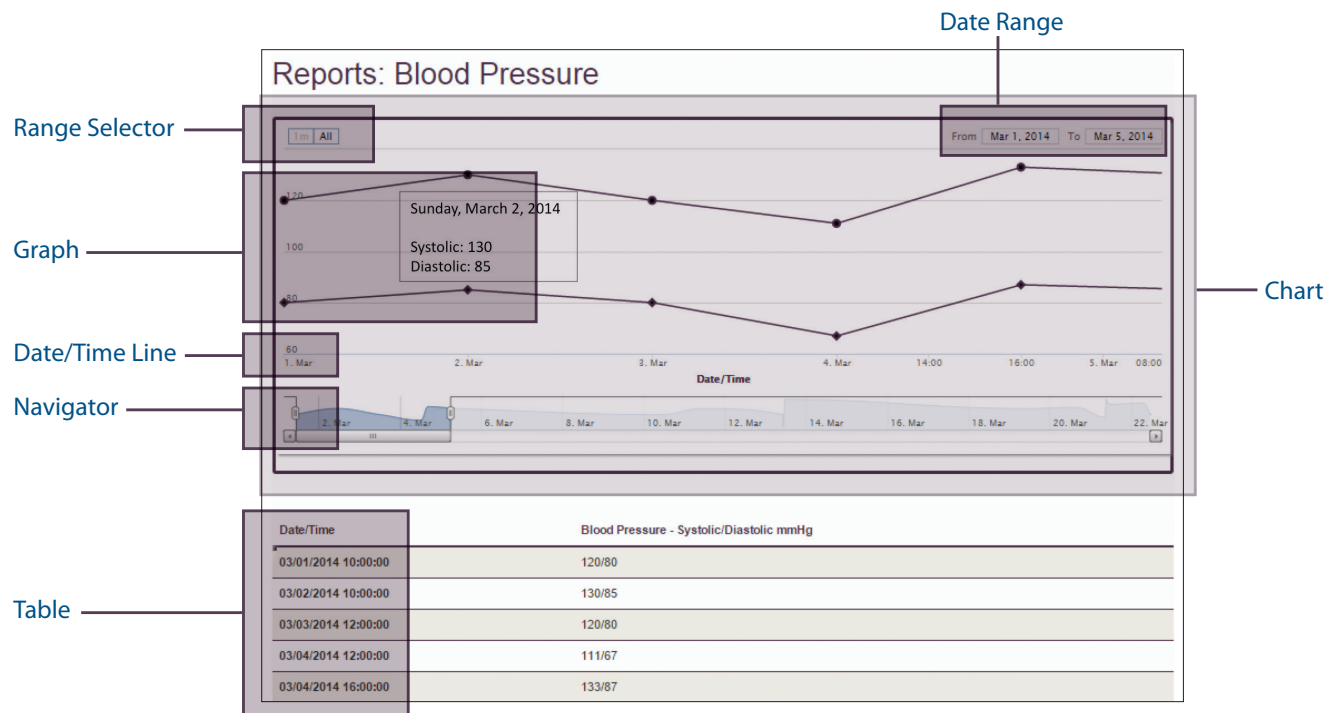 Date Range
Reports: Blood Pressure
Range Selector
1m All
From Mar 1, 2014 To Mar 5, 2014
120
Sunday, March 2, 2014
Graph
100
Systolic: 130
Diastolic: 85
80
Chart
Date/Time Line
60
1. Mar 2. Mar 3. Mar 4. Mar 14:00 16:00 5. Mar 08:00
Date/Time
Navigator
2. Mar 4. Mar 6. Mar 8. Mar 10. Mar 12. Mar 14. Mar 16. Mar 18. Mar 20. Mar 22. Mar
Date/Time Blood Pressure - Systolic/Diastolic mmHg
03/01/2014 10:00:00 120/80
03/02/2014 10:00:00 130/85
Table
03/03/2014 12:00:00 120/80
03/04/2014 12:00:00 111/67
03/04/2014 16:00:00 133/87